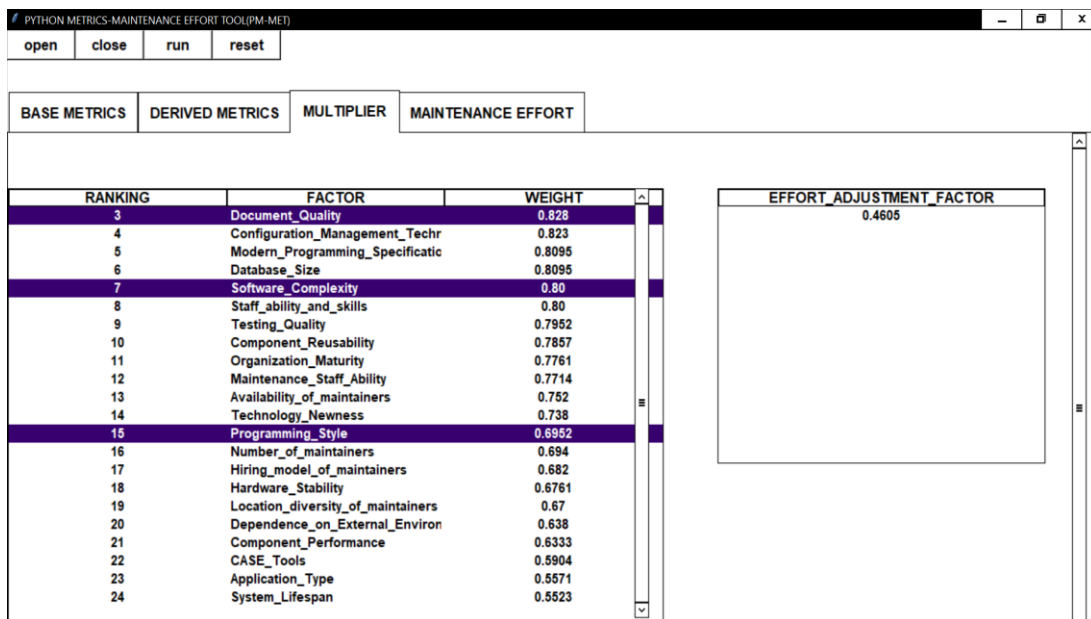 PYTHON METRICS-MAINTENANCE EFFORT TOOL(PM-MET)
open close run reset
BASE METRICS DERIVED METRICS MULTIPLIER MAINTENANCE EFFORT
RANKING FACTOR WEIGHT
3 Document_Quality 0.828
4 Configuration_Management_Techr 0.823
5 Modern_Programming_Specificatic 0.8095
6 Database_Size 0.8095
7 Software_Complexity 0.80
8 Staff_ability_and_skills 0.80
9 Testing_Quality 0.7952
10 Component_Reusability 0.7857
11 Organization_Maturity 0.7761
12 Maintenance_Staff_Ability 0.7714
13 Availability_of_maintainers 0.752
14 Technology_Newness 0.738
15 Programming_Style 0.6952
16 Number_of_maintainers 0.694
17 Hiring_model_of_maintainers 0.682
18 Hardware_Stability 0.6761
19 Location_diversity_of_maintainers 0.67
20 Dependence_on_External_Environ 0.638
21 Component_Performance 0.6333
22 CASE_Tools 0.5904
23 Application_Type 0.5571
24 System_Lifespan 0.5523
EFFORT_ADJUSTMENT_FACTOR
0.4605